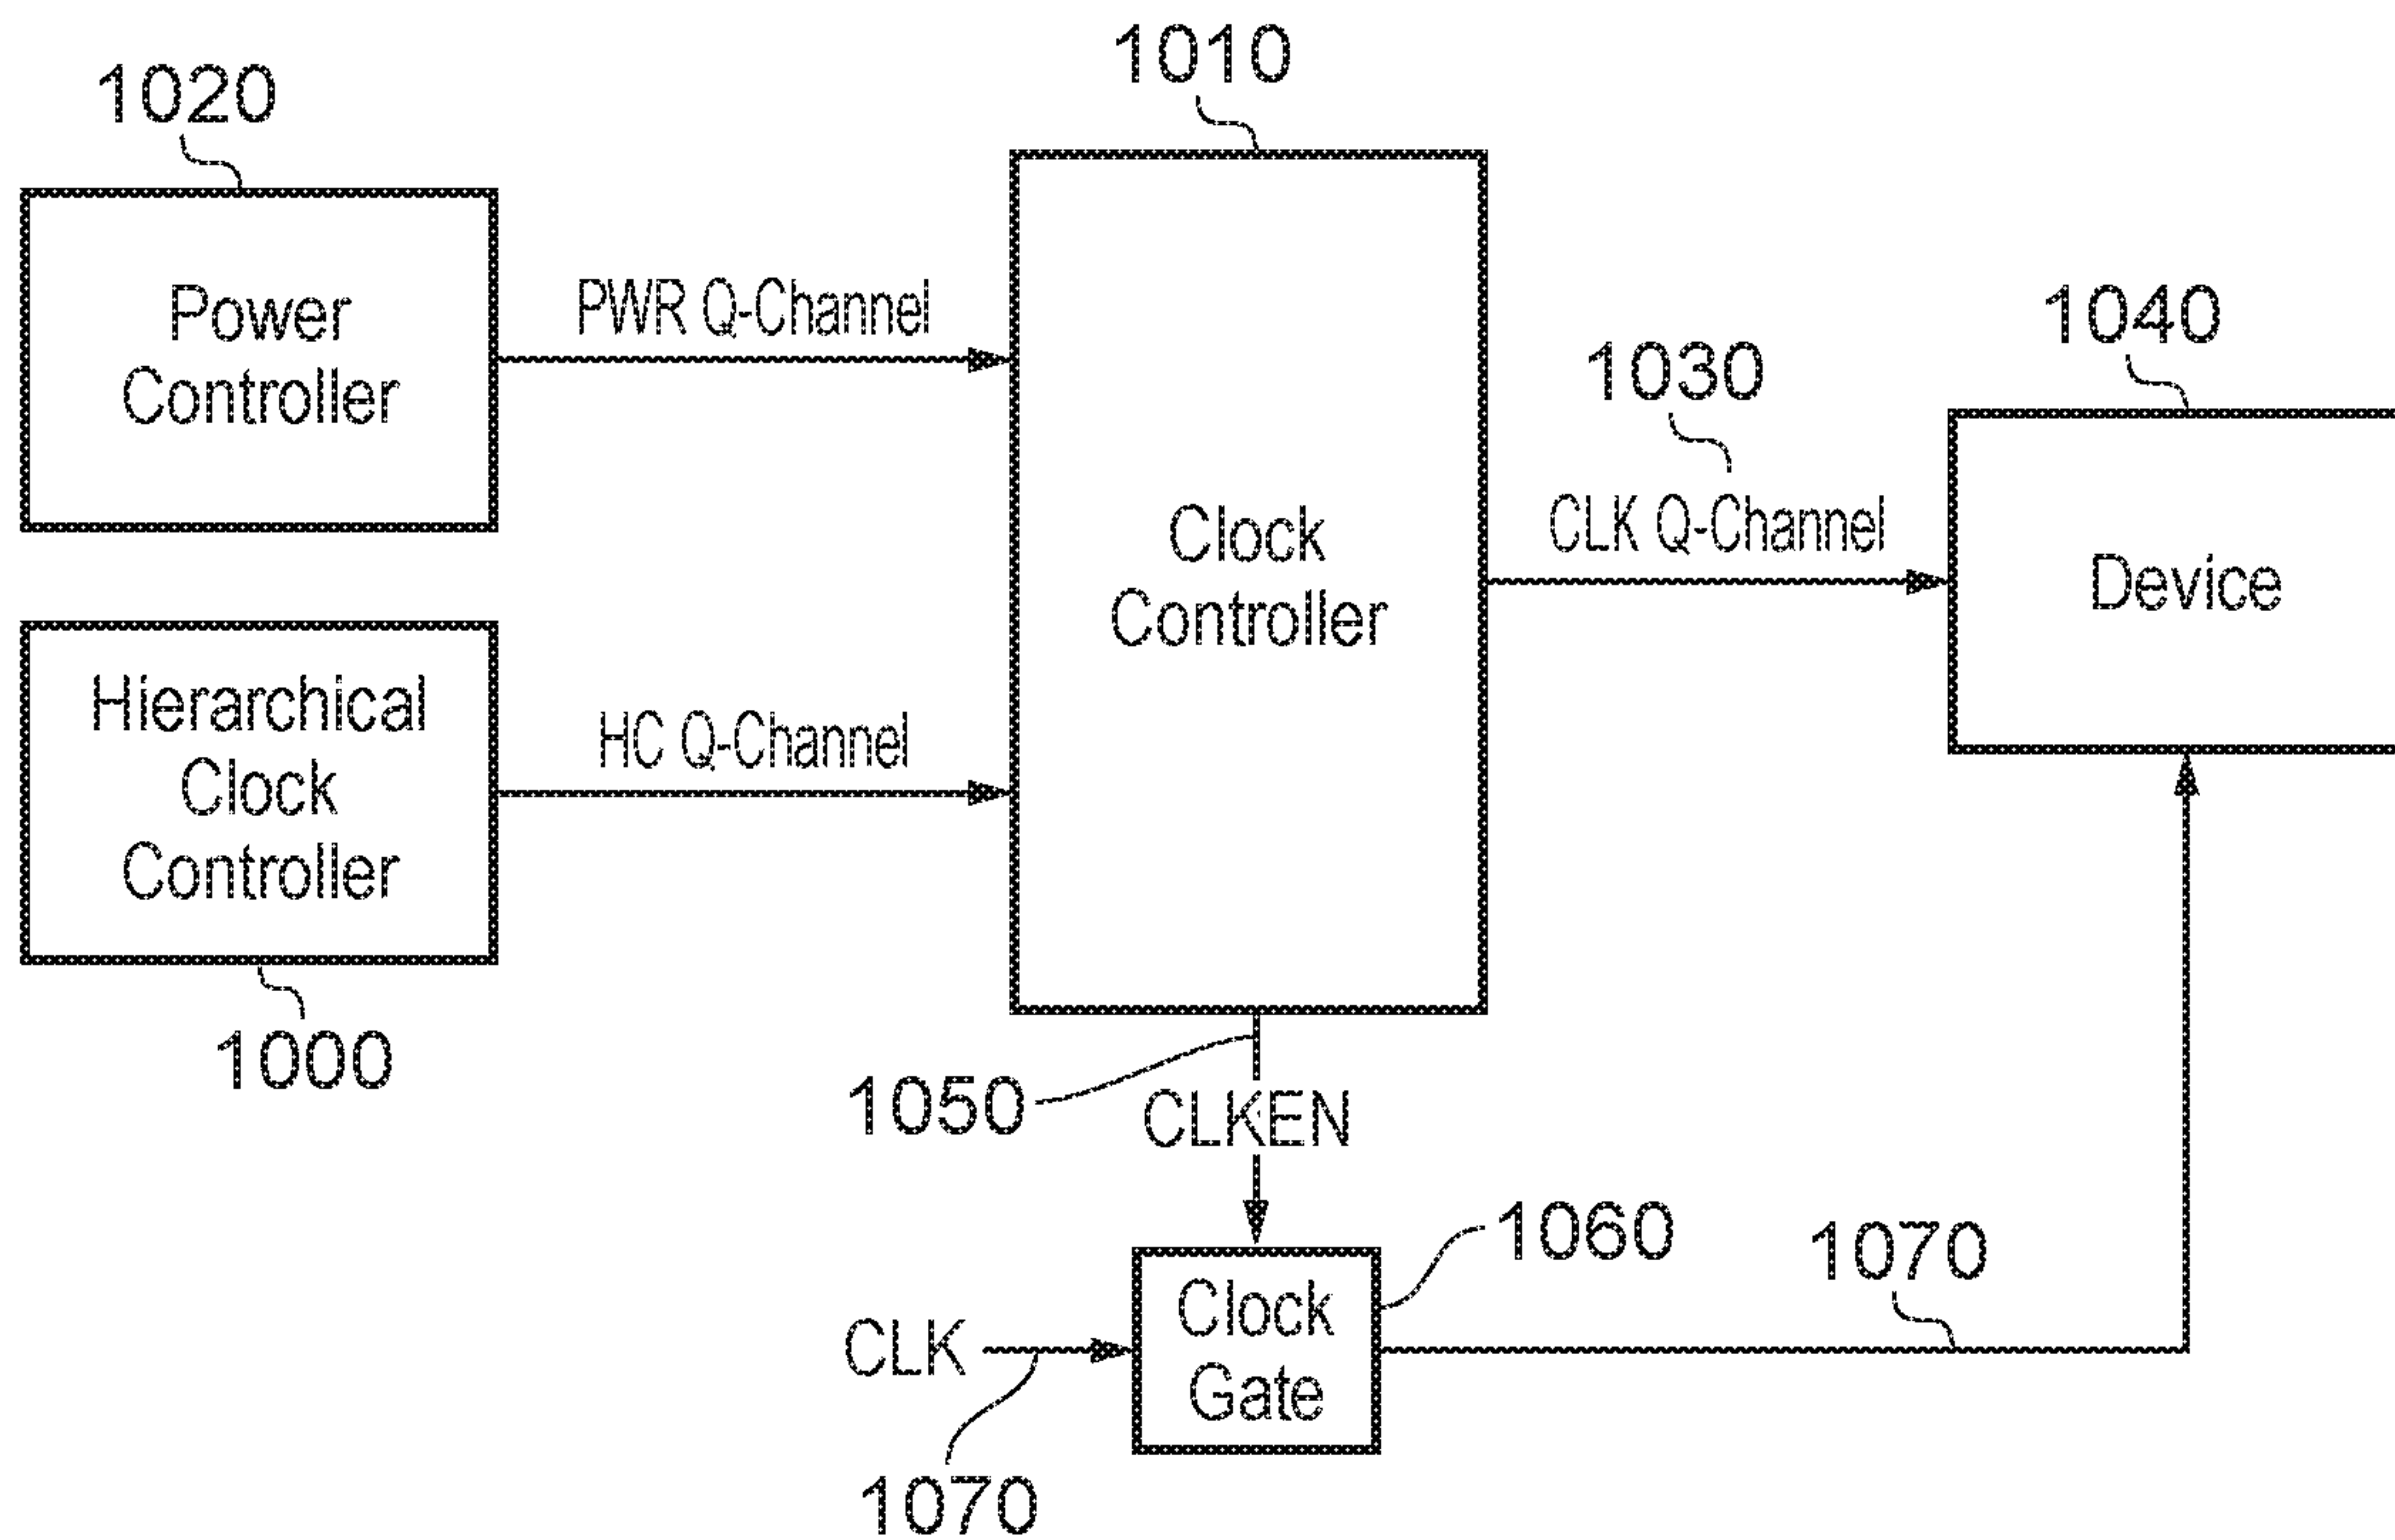 1010
1020
Power
Controller
PWR Q-Channel
1040
1030
CLK Q-Channel
Clock
Controller
Device
Hierarchical
Clock
Controller
HC Q-Channel
1000
1050
CLKEN
1060
1070
Clock
Gate
CLK
1070